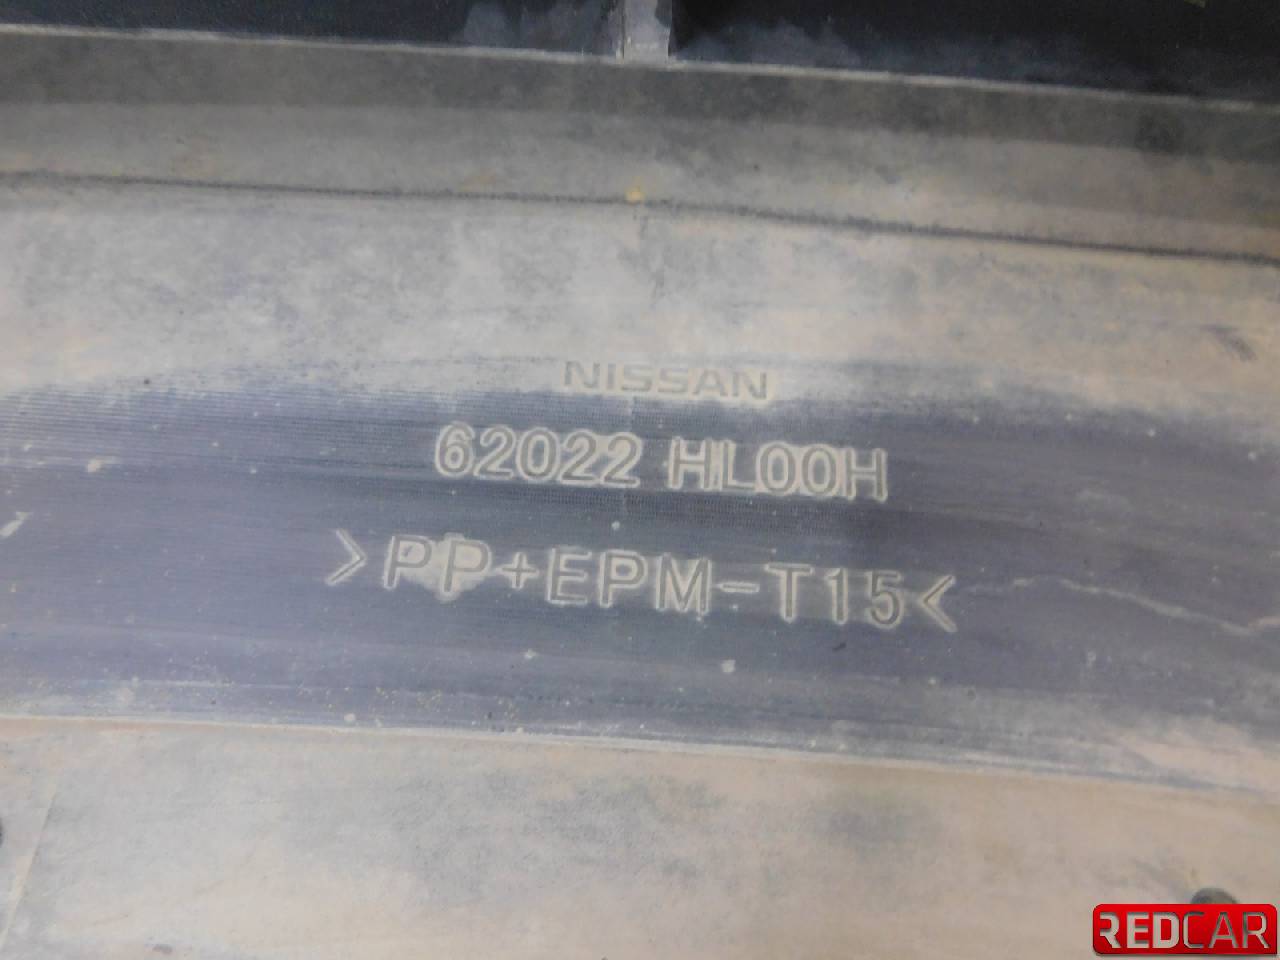 NISSAN
62022 HL00H
>PP+EPM-T15<
REDCAR